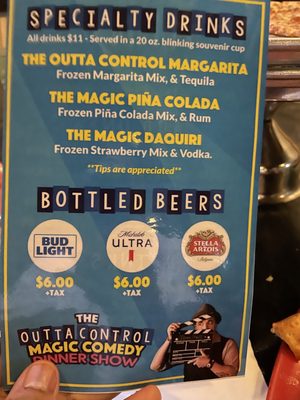 SPECIALTY DRINKS
All drinks $11 - Served in a 20 oz. blinking souvenir cup
THE OUTTA CONTROL MARGARITA
Frozen Margarita Mix, & Tequila
THE MAGIC PIÑA COLADA
Frozen Piña Colada Mix, & Rum
THE MAGIC DAQUIRI
Frozen Strawberry Mix & Vodka.
**Tips are appreciated**
BOTTLED BEERS
BUD
LIGHT
Michelob
ULTRA
STELLA
ARTOIS
Belgium
$6.00
+TAX
$6.00
+TAX
$6.00
+TAX
THE
OUTTA CONTROL
MAGIC COMEDY
DINNER SHOW